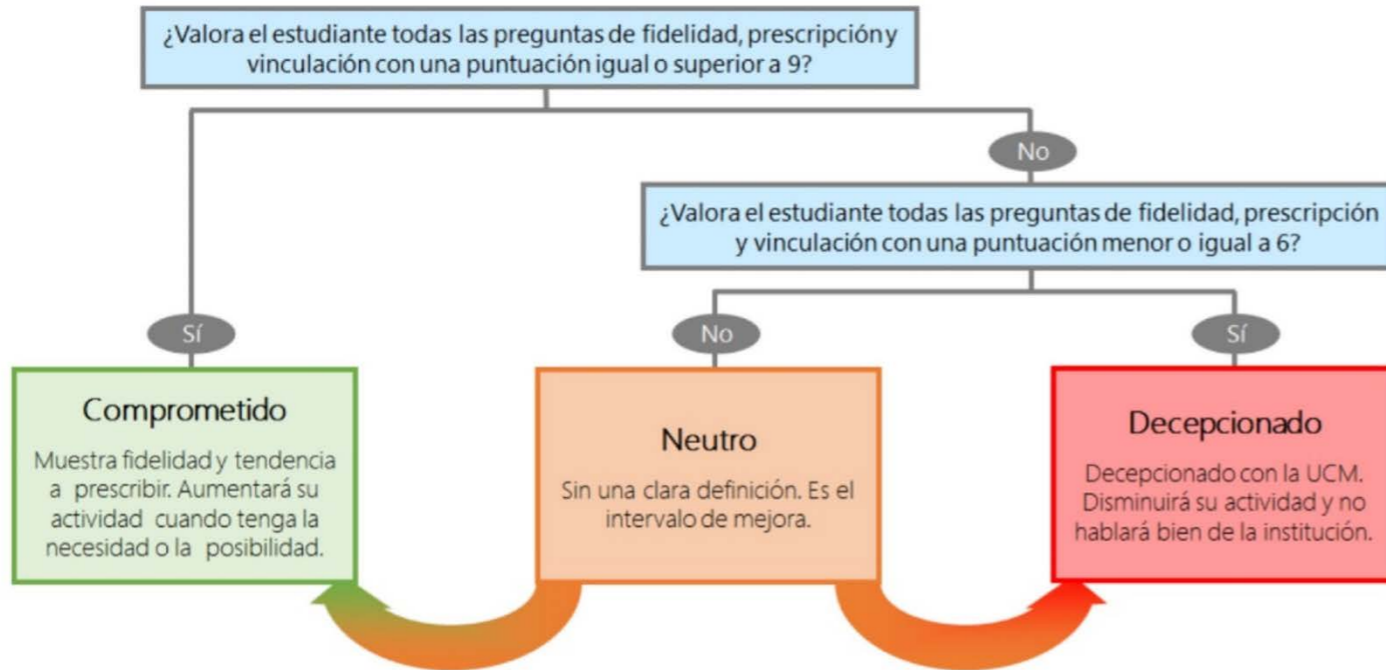 ¿Valora el estudiante todas las preguntas de fidelidad, prescripción y
vinculación con una puntuación igual o superior a 9?
No
¿Valora el estudiante todas las preguntas de fidelidad, prescripción
y vinculación con una puntuación menor o igual a 6?
Sí
No
Sí
Comprometido
Muestra fidelidad y tendencia
a prescribir. Aumentará su
actividad cuando tenga la
necesidad o la posibilidad.
Neutro
Sin una clara definición. Es el
intervalo de mejora.
Decepcionado
Decepcionado con la UCM.
Disminuirá su actividad y no
hablará bien de la institución.